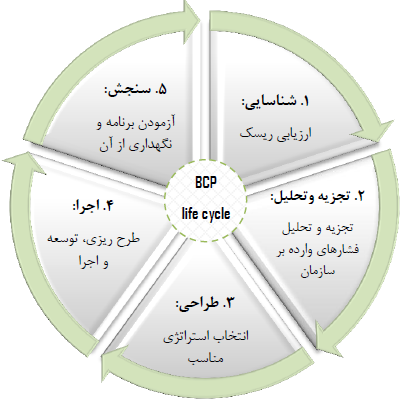 BCP
life cycle
۱. شناسایی:
ارزیابی ریسک
۲. تجزیه وتحلیل:
تجزیه و تحلیل
فشارهای وارده بر
سازمان
۳. طراحی:
انتخاب استراتژی
مناسب
۴. اجرا:
طرح ریزی، توسعه
و اجرا
۵. سنجش:
آزمودن برنامه و
نگهداری از آن